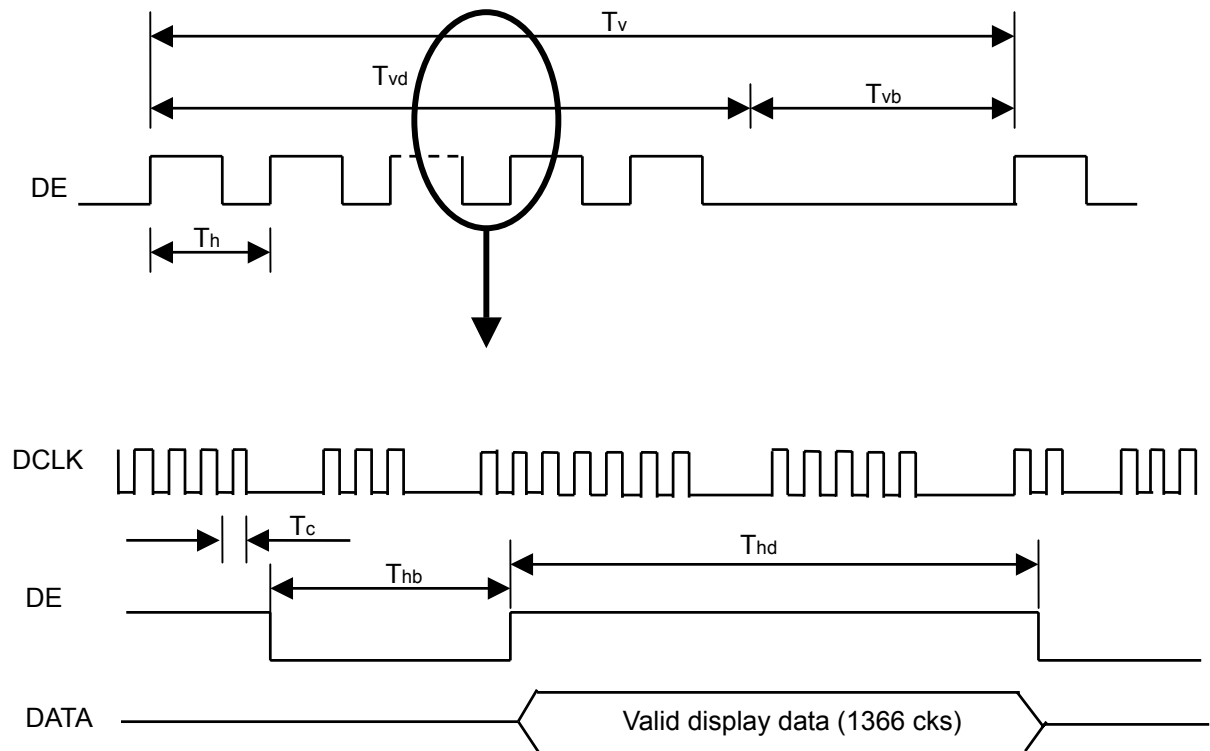 Tv
Tvd
Tvb
DE
Th
DCLK
Tc
Thd
Thb
DE
DATA
Valid display data (1366 cks)